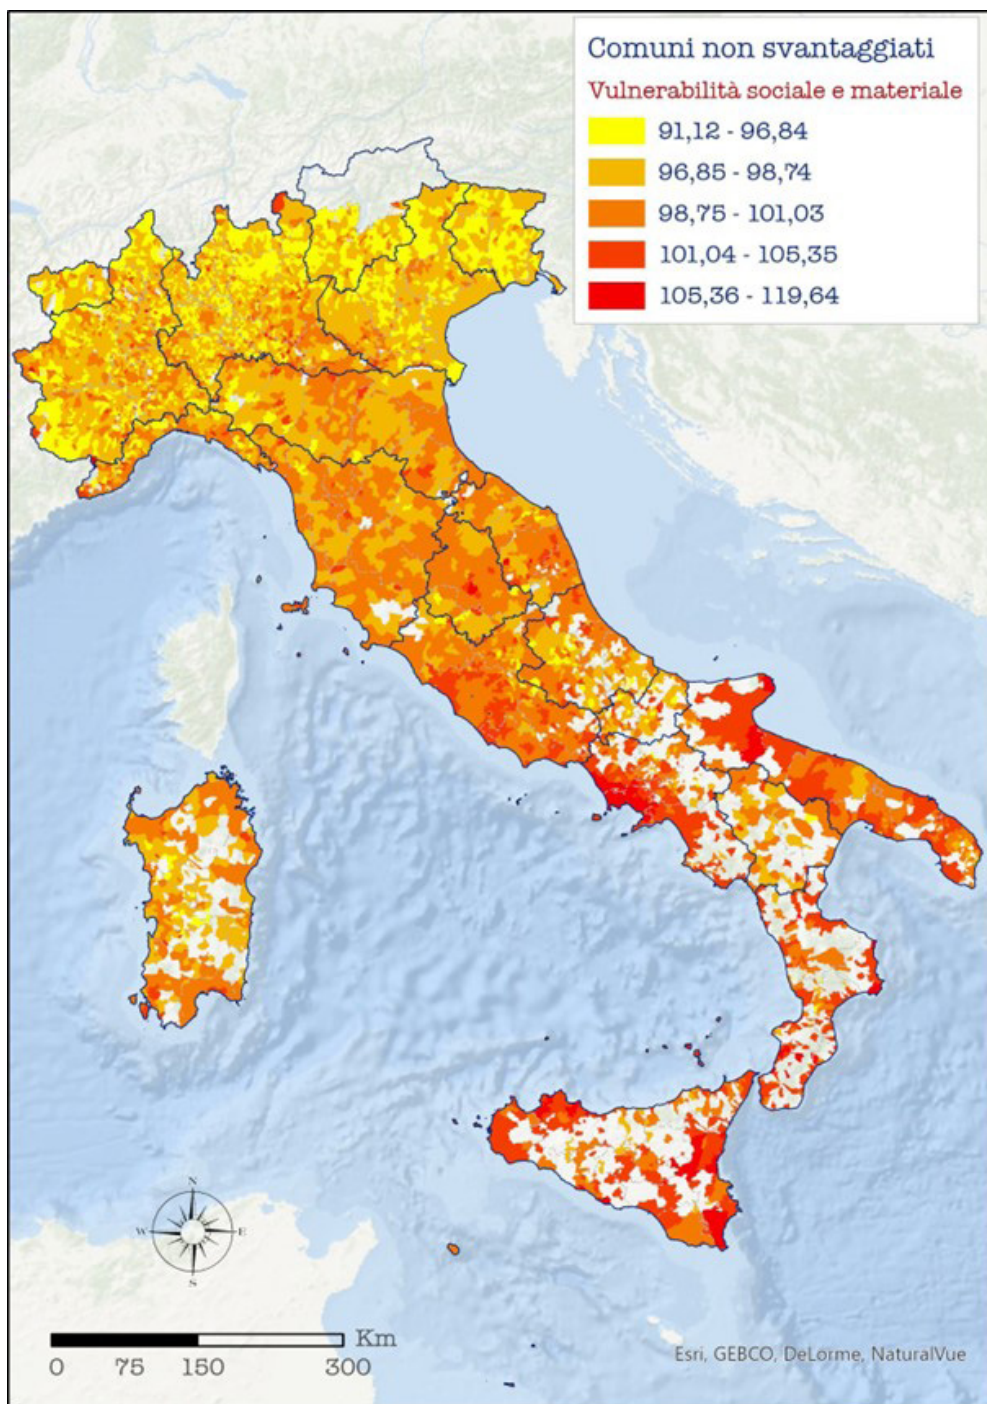 Comuni non svantaggiati
Vulnerabilità sociale e materiale
91,12 - 96,84
96,85 - 98,74
98,75 - 101,03
101,04 - 105,35
105,36 - 119,64
N
W E
S
Km
0 75 150 300
Esri, GEBCO, DeLorme, NaturalVue